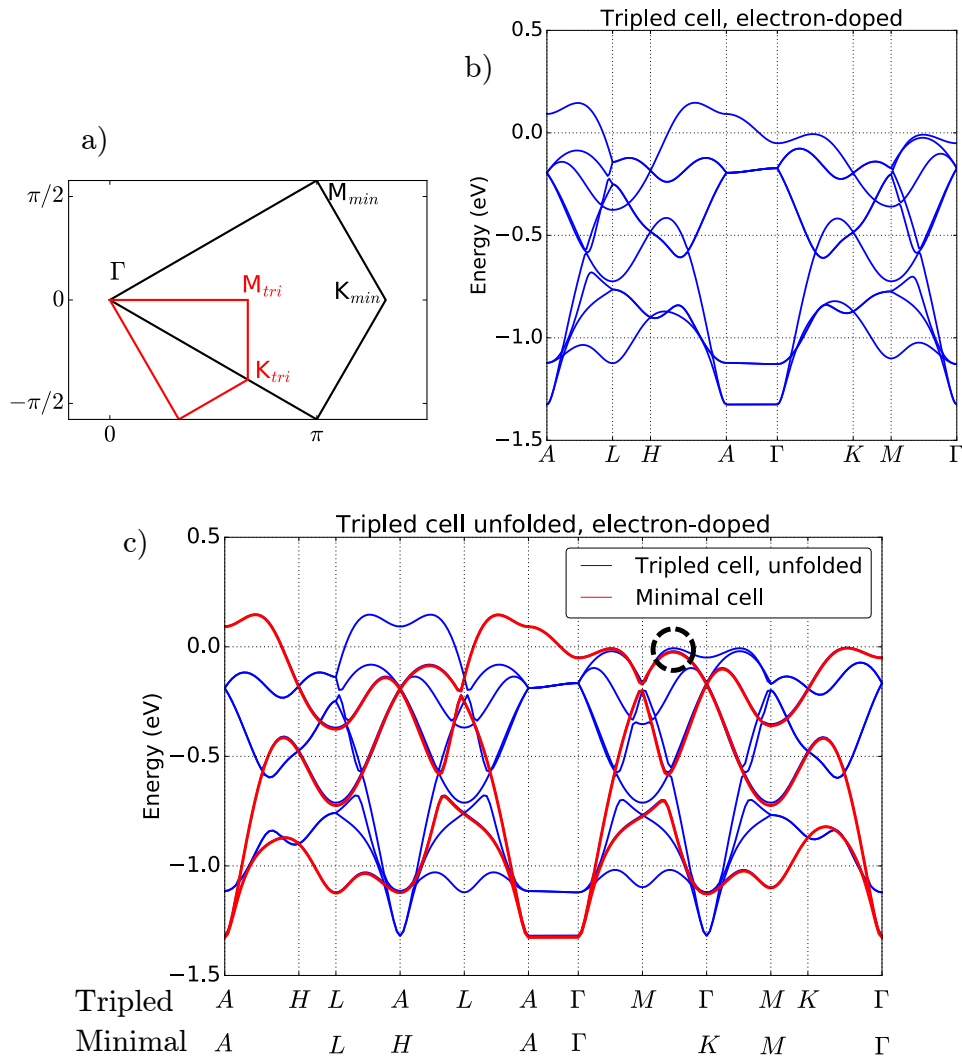 Tripled cell, electron-doped
b)
0.5
0.0
−0.5
−1.0
−1.5
Energy (eV)
A L H A Γ K M Γ
a)
π/2
0
−π/2
0 π
Γ
M_min
M_tri
K_min
K_tri
Tripled cell unfolded, electron-doped
c)
0.5
0.0
−0.5
−1.0
−1.5
Energy (eV)
Tripled cell, unfolded
Minimal cell
Tripled A H L A L A Γ M Γ M K Γ
Minimal A L H A Γ K M Γ